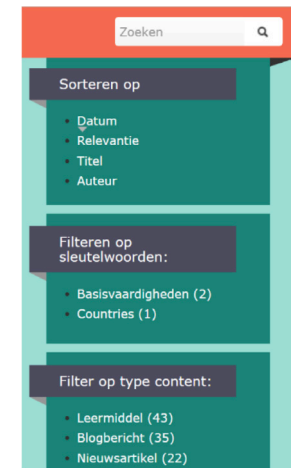 Zoeken
Sorteren op
Datum
Relevantie
Titel
Auteur
Filteren op
sleutelwoorden:
Basisvaardigheden (2)
Countries (1)
Filter op type content:
Leermiddel (43)
Blogbericht (35)
Nieuwsartikel (22)